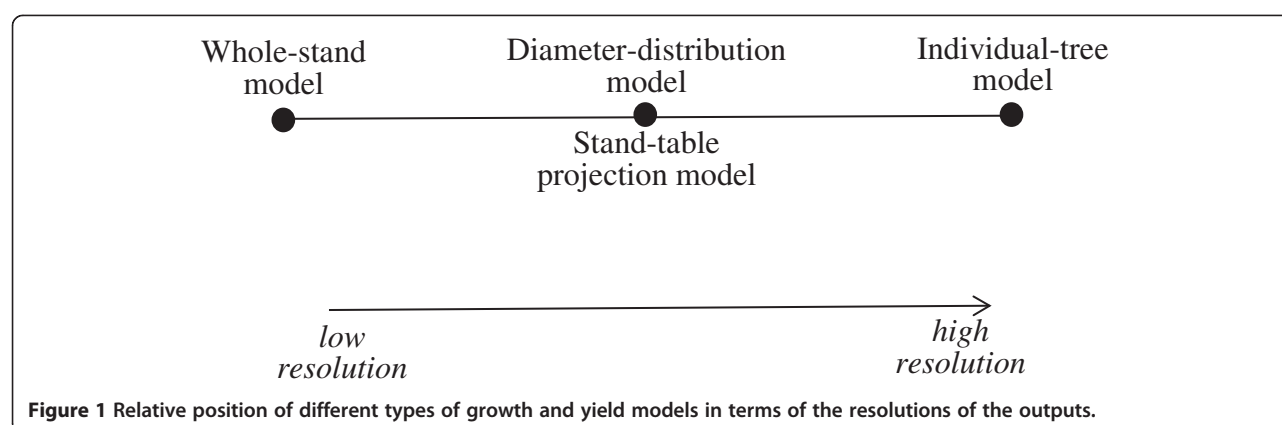 Whole-stand
model
Diameter-distribution
model
Individual-tree
model
Stand-table
projection model
low
resolution
high
resolution
Figure 1 Relative position of different types of growth and yield models in terms of the resolutions of the outputs.